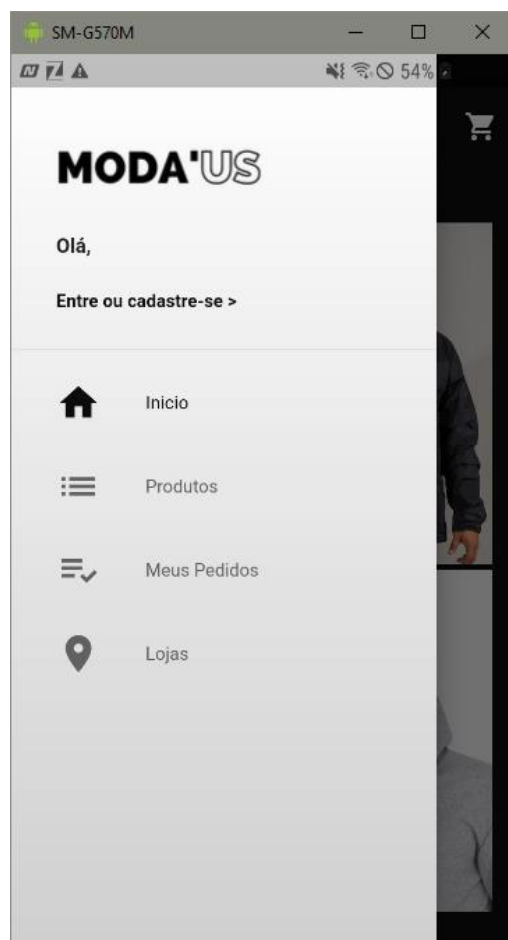 SM-G570M
54%
MODA'US
Olá,
Entre ou cadastre-se >
Inicio
Produtos
Meus Pedidos
Lojas